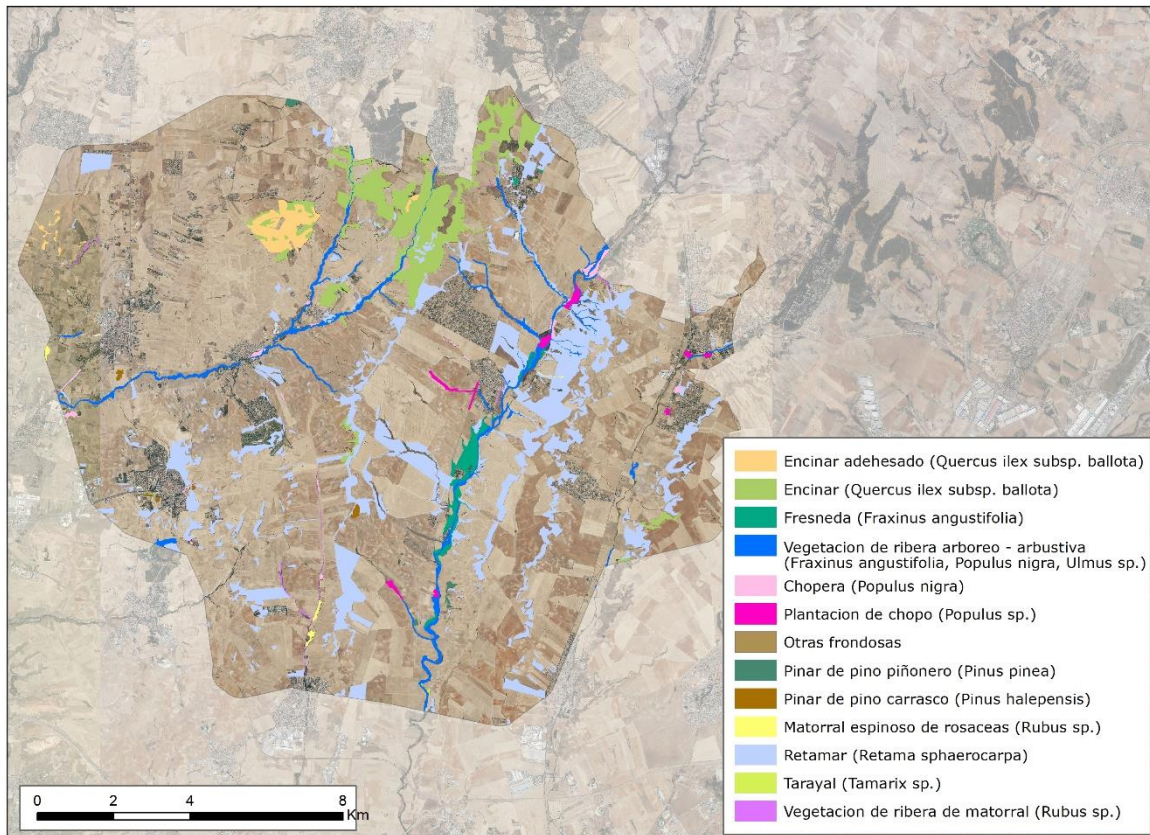 Encinar adehesado (Quercus ilex subsp. ballota)
Encinar (Quercus ilex subsp. ballota)
Fresneda (Fraxinus angustifolia)
Vegetacion de ribera arboreo - arbustiva
(Fraxinus angustifolia, Populus nigra, Ulmus sp.)
Chopera (Populus nigra)
Plantacion de chopo (Populus sp.)
Otras frondosas
Pinar de pino piñonero (Pinus pinea)
Pinar de pino carrasco (Pinus halepensis)
Matorral espinoso de rosaceas (Rubus sp.)
Retamar (Retama sphaerocarpa)
Tarayal (Tamarix sp.)
Vegetacion de ribera de matorral (Rubus sp.)
0 2 4 8
Km